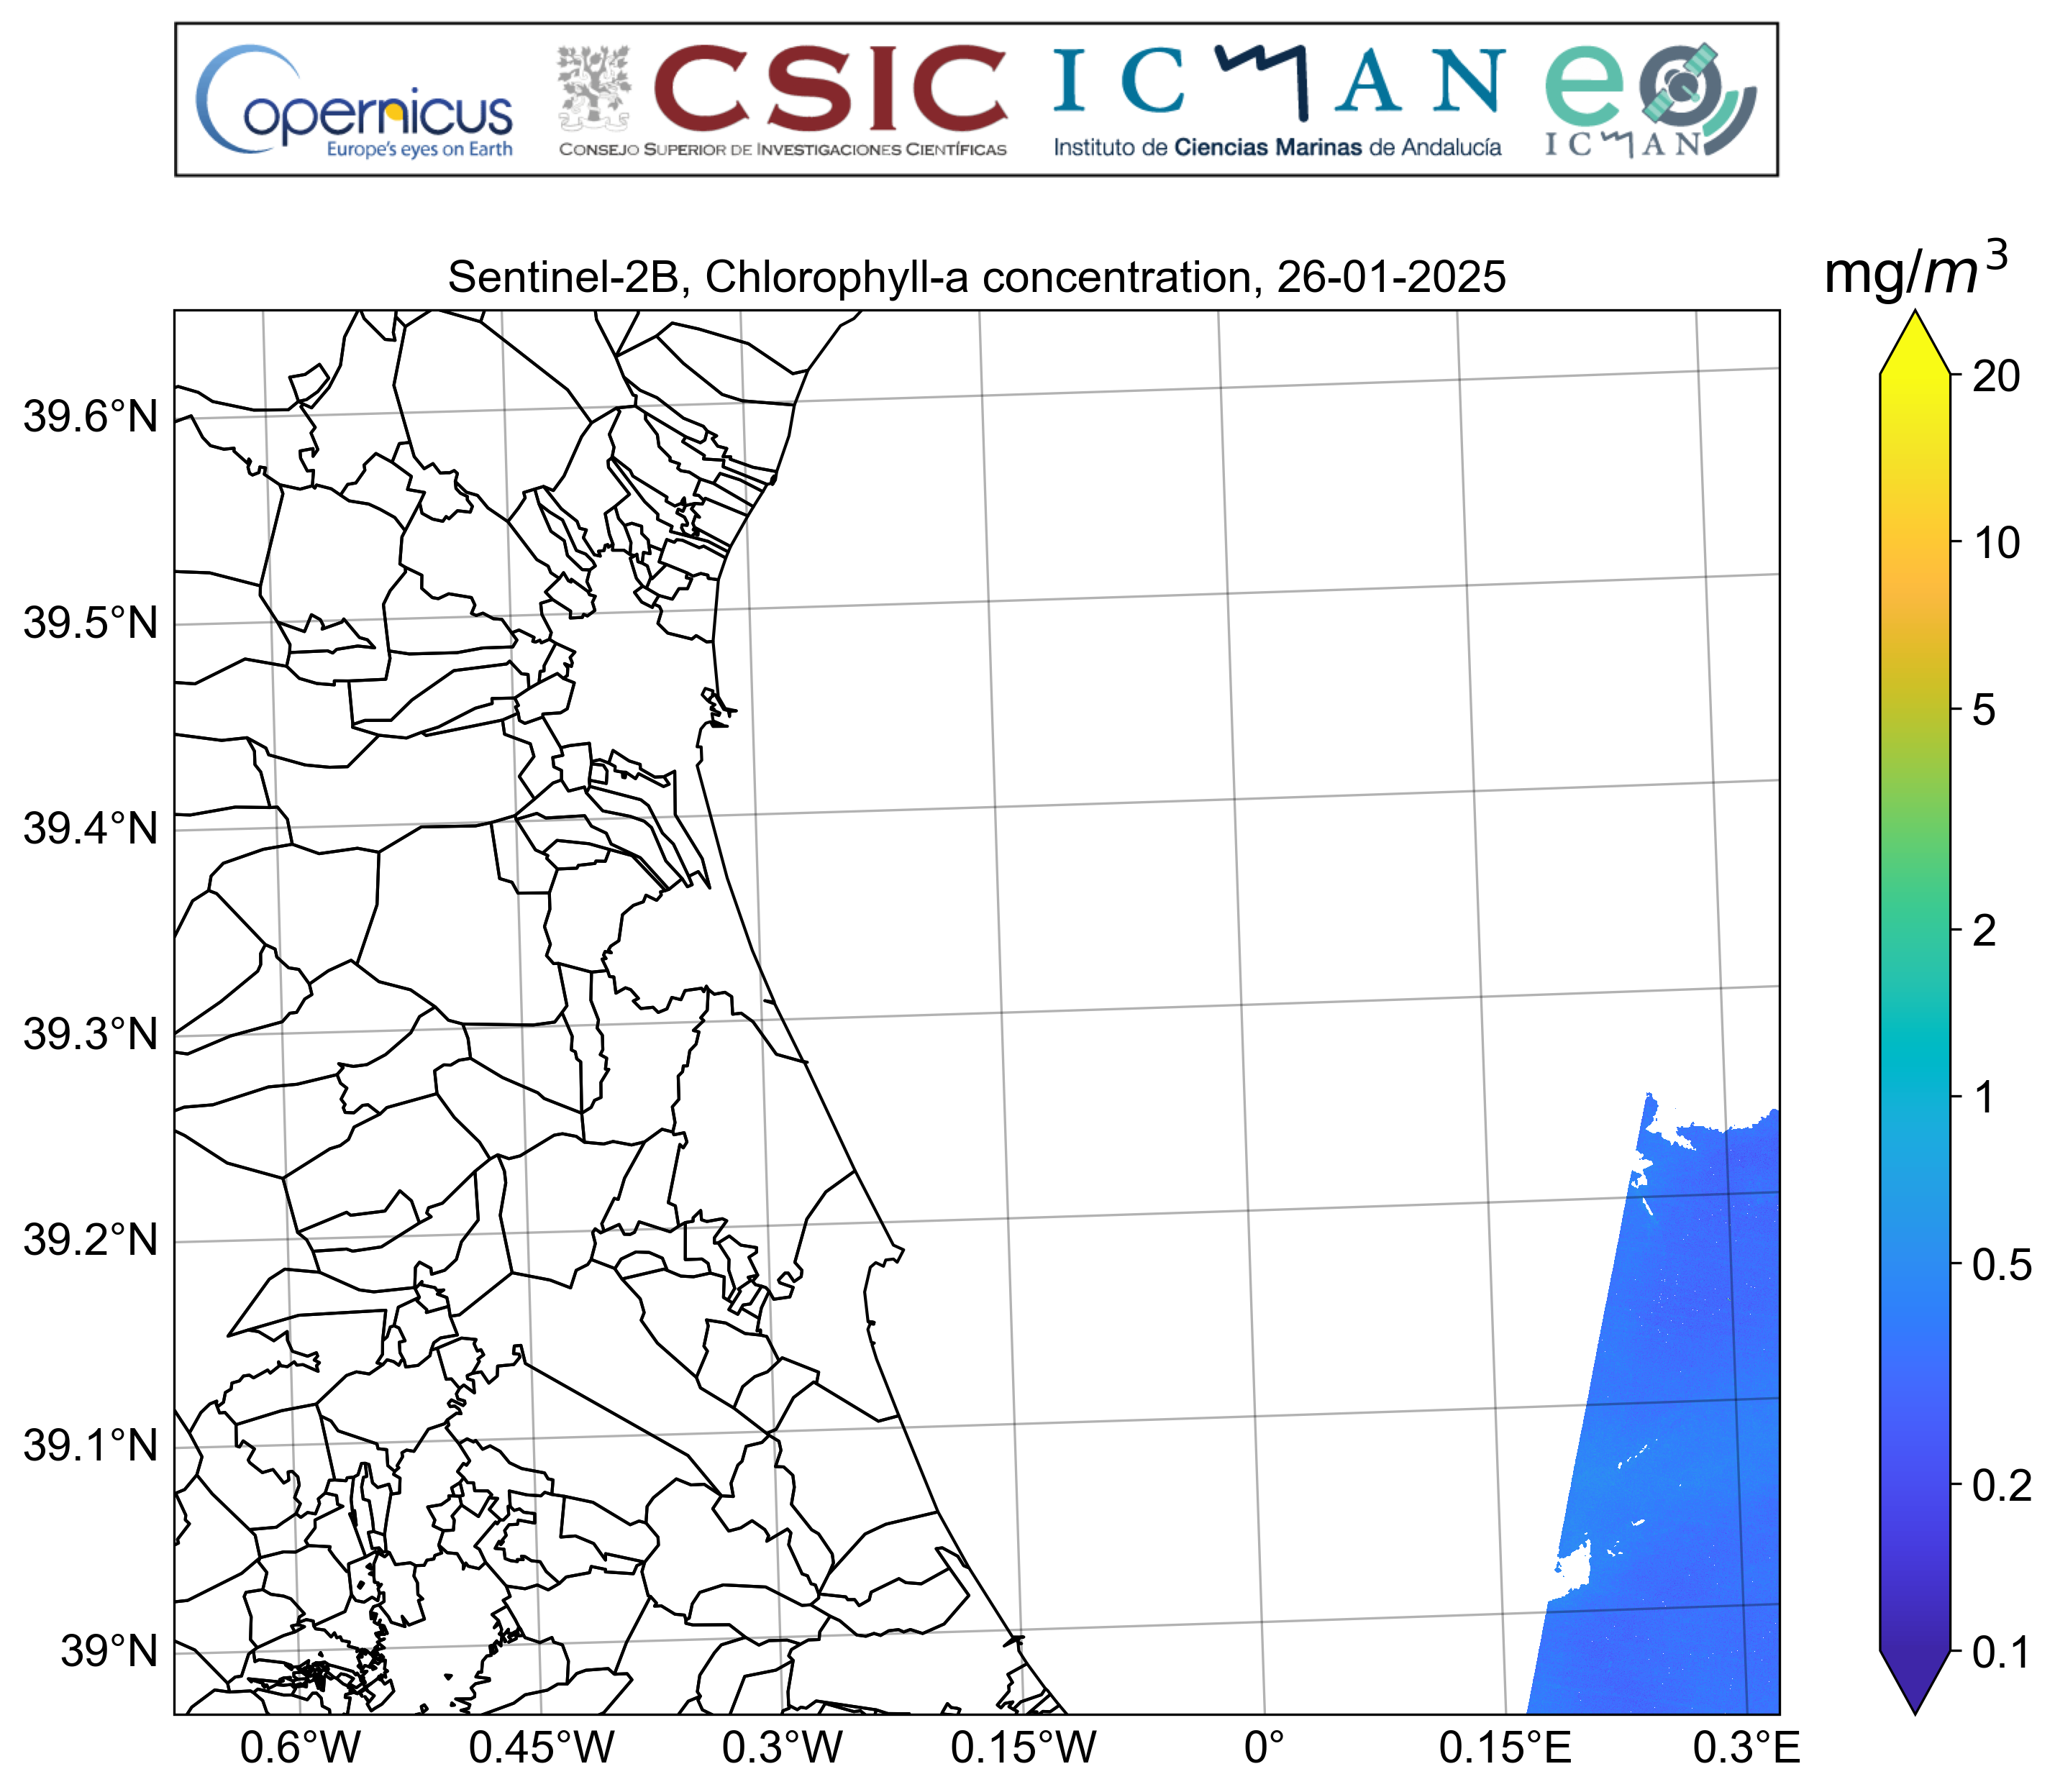 Copernicus
Europe's eyes on Earth
CSIC
CONSEJO SUPERIOR DE INVESTIGACIONES CIENTÍFICAS
ICMAN
Instituto de Ciencias Marinas de Andalucía
eo
ICMAN
Sentinel-2B, Chlorophyll-a concentration, 26-01-2025
mg/m³
39.6°N
39.5°N
39.4°N
39.3°N
39.2°N
39.1°N
39°N
0.6°W
0.45°W
0.3°W
0.15°W
0°
0.15°E
0.3°E
20
10
5
2
1
0.5
0.2
0.1